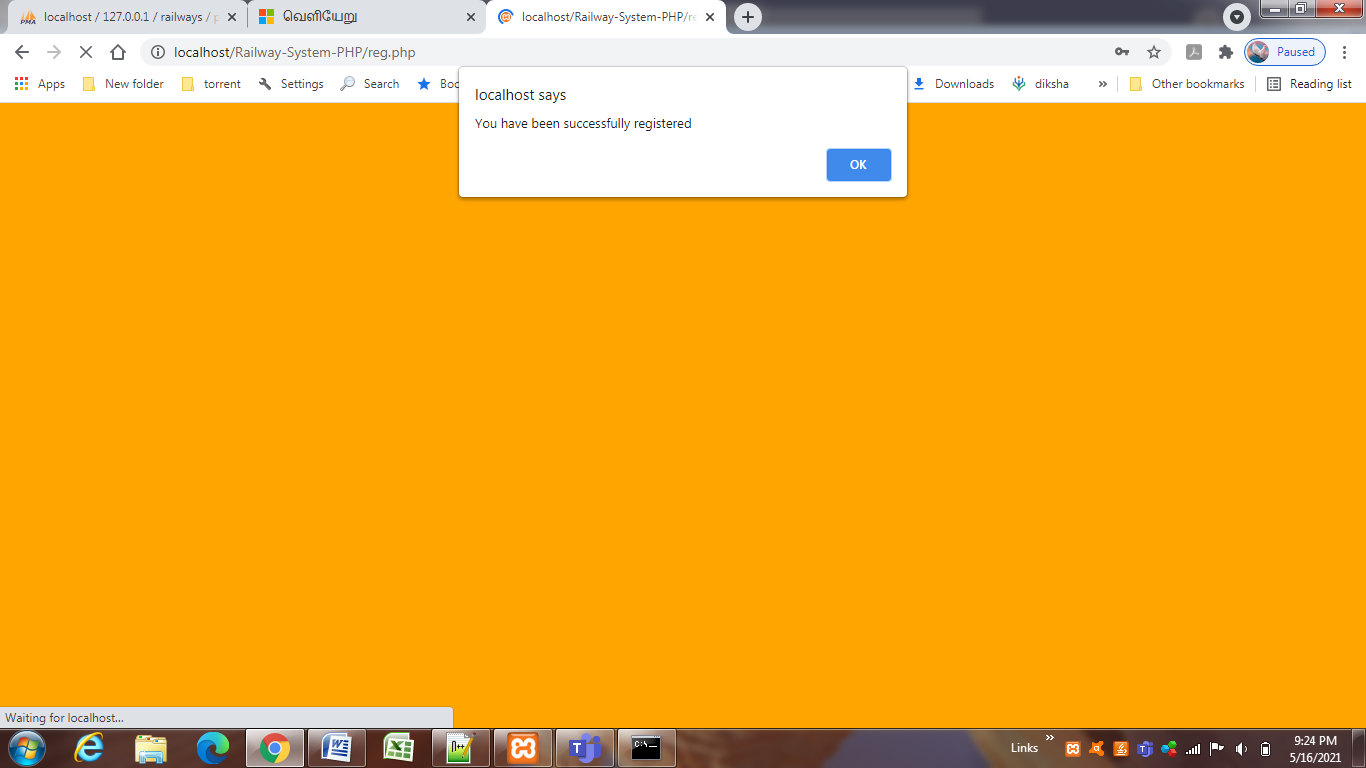 localhost / 127.0.0.1 / railways / p
வெளியேறு
localhost/Railway-System-PHP/re
localhost/Railway-System-PHP/reg.php
Paused
Apps
New folder
torrent
Settings
Search
Boo
Downloads
diksha
»
Other bookmarks
Reading list
localhost says
You have been successfully registered
OK
Waiting for localhost...
Links
»
9:24 PM
5/16/2021